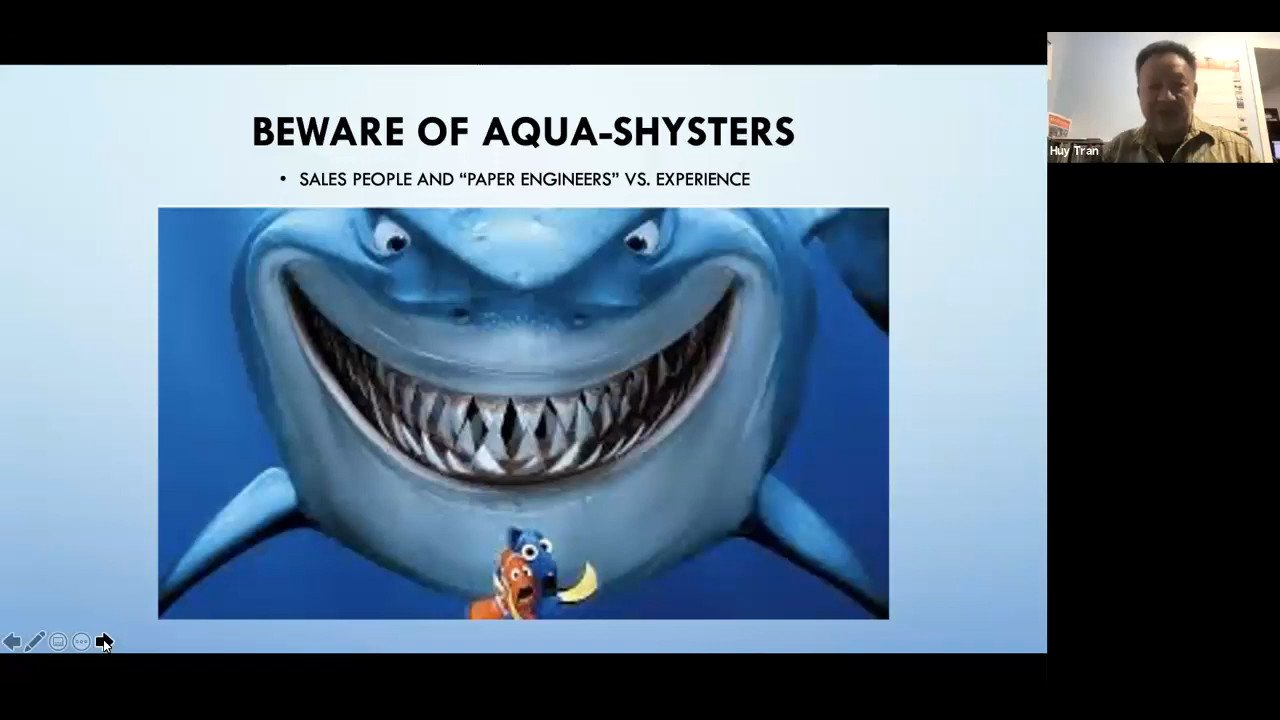 BEWARE OF AQUA-SHYSTERS
• SALES PEOPLE AND “PAPER ENGINEERS” VS. EXPERIENCE
Huy Tran